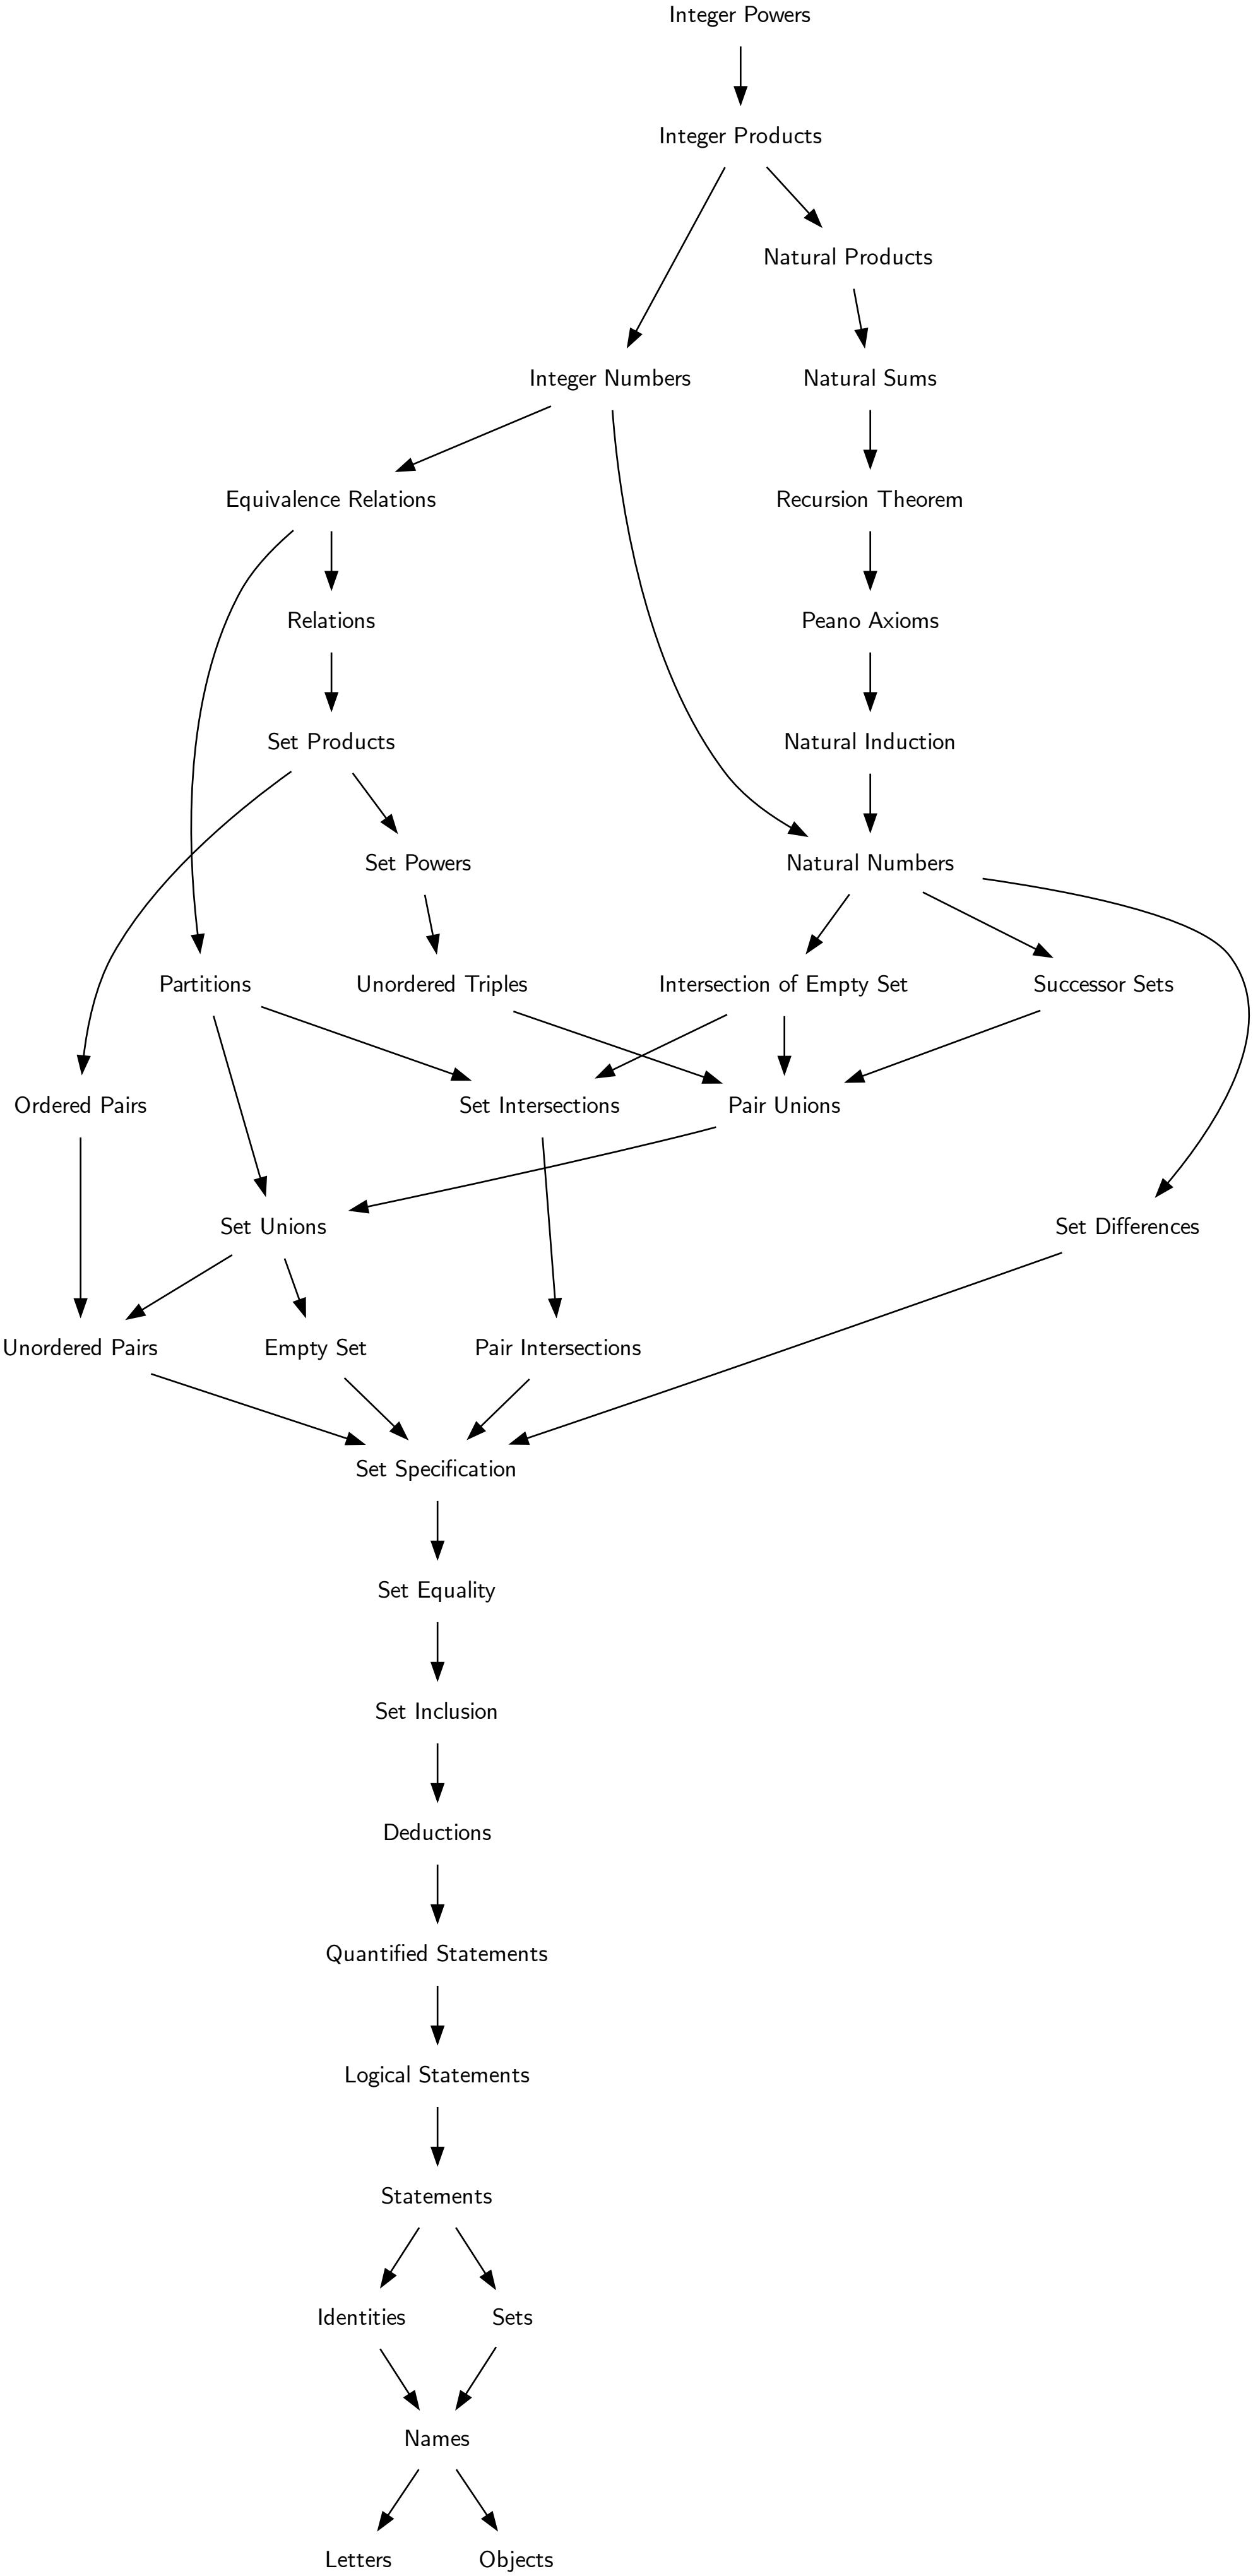 Integer Powers
Integer Products
Natural Products
Integer Numbers
Natural Sums
Equivalence Relations
Recursion Theorem
Relations
Peano Axioms
Set Products
Natural Induction
Set Powers
Natural Numbers
Partitions
Unordered Triples
Intersection of Empty Set
Successor Sets
Ordered Pairs
Set Intersections
Pair Unions
Set Unions
Set Differences
Unordered Pairs
Empty Set
Pair Intersections
Set Specification
Set Equality
Set Inclusion
Deductions
Quantified Statements
Logical Statements
Statements
Identities
Sets
Names
Letters
Objects